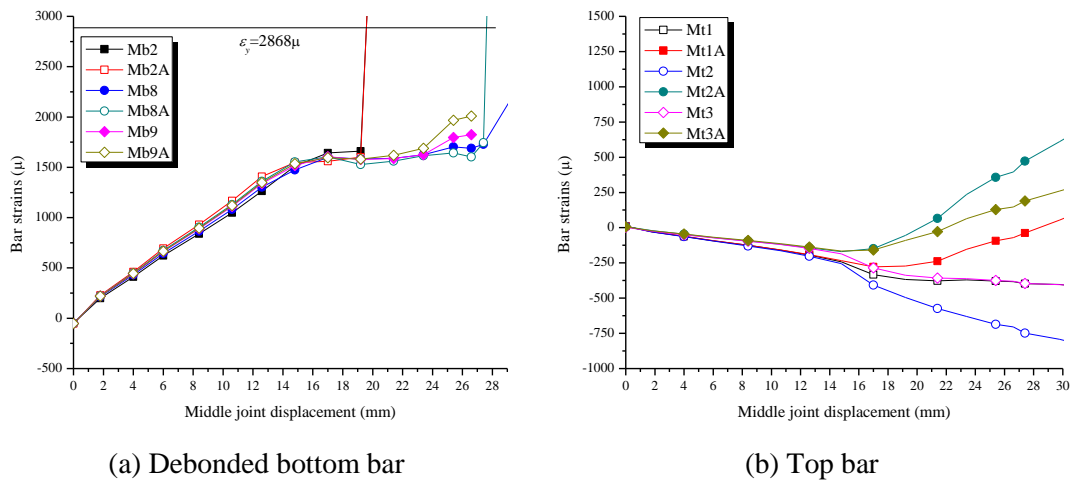 3000
2500
2000
1500
1000
500
0
-500
εy=2868μ
Mb2
Mb2A
Mb8
Mb8A
Mb9
Mb9A
Bar strains (μ)
0 2 4 6 8 10 12 14 16 18 20 22 24 26 28
Middle joint displacement (mm)
(a) Debonded bottom bar
1500
1250
1000
750
500
250
0
-250
-500
-750
-1000
Mt1
Mt1A
Mt2
Mt2A
Mt3
Mt3A
Bar strains (μ)
0 2 4 6 8 10 12 14 16 18 20 22 24 26 28 30
Middle joint displacement (mm)
(b) Top bar